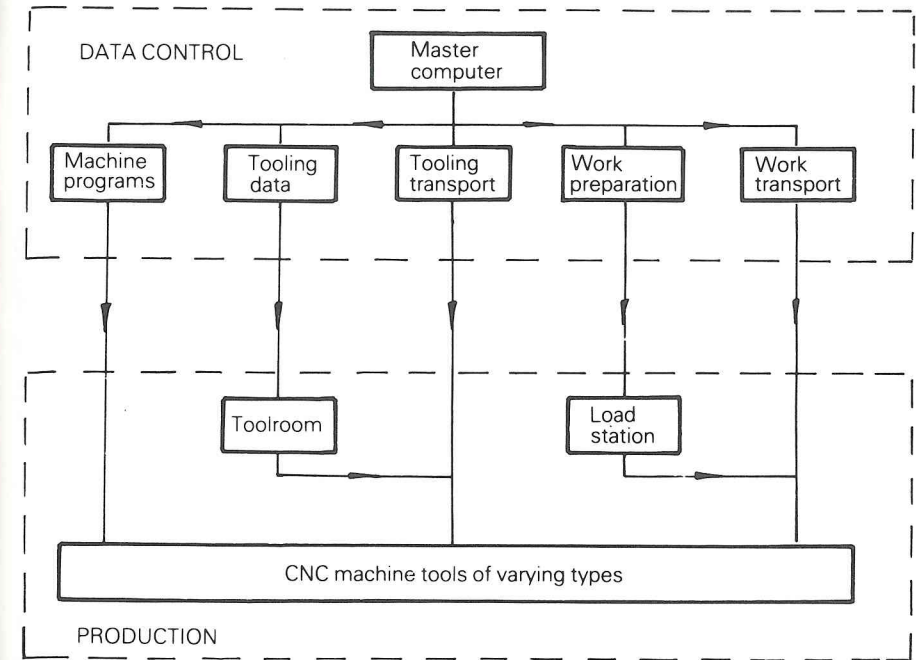 DATA CONTROL
Master
computer
Machine
programs
Tooling
data
Tooling
transport
Work
preparation
Work
transport
Toolroom
Load
station
CNC machine tools of varying types
PRODUCTION